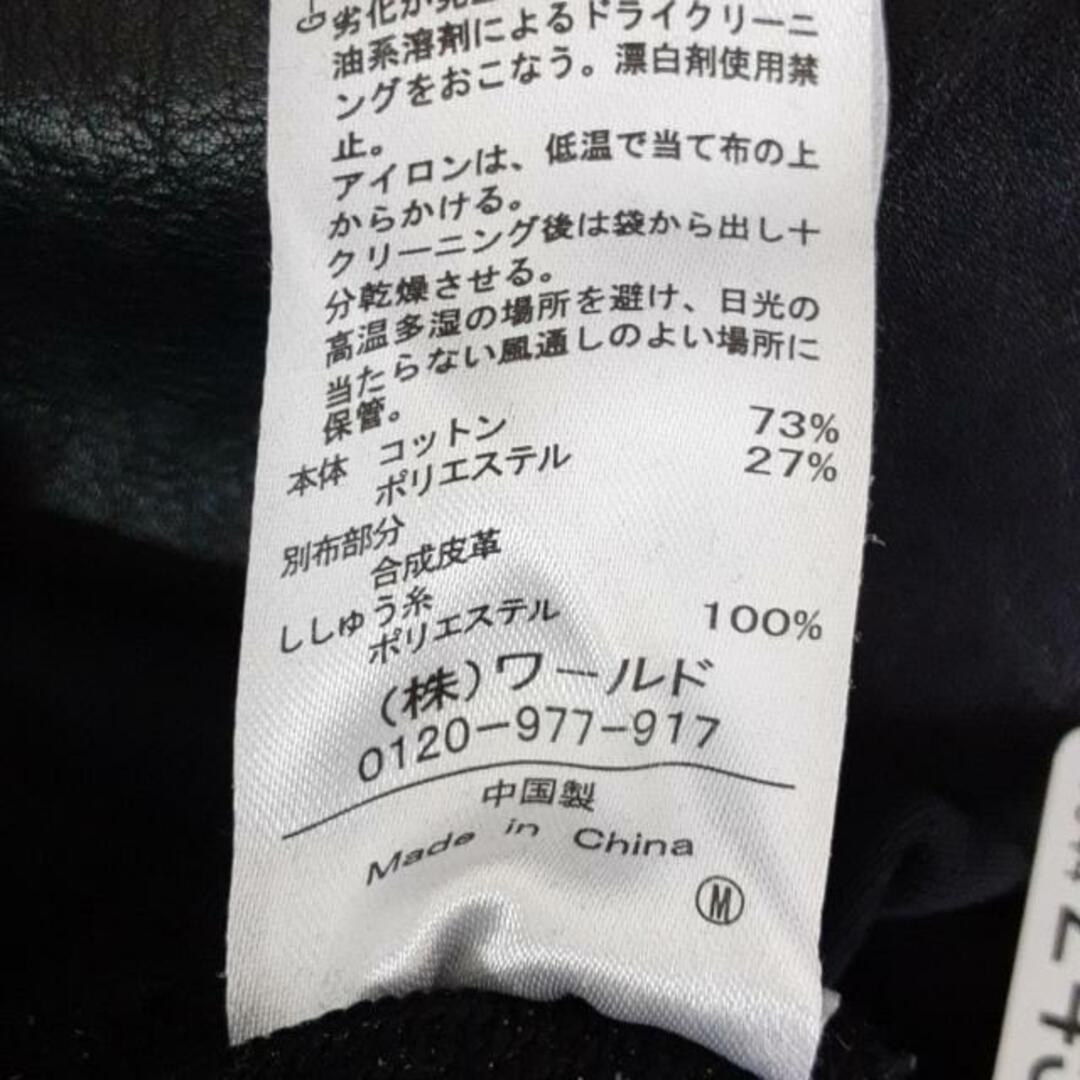 劣化が
油系溶剤によるドライクリーニ
ングをおこなう。漂白剤使用禁
止。
アイロンは、低温で当て布の上
からかける。
クリーニング後は袋から出し十
分乾燥させる。
高温多湿の場所を避け、日光の
当たらない風通しのよい場所に
保管。
本体 コットン 73%
ポリエステル 27%
別布部分
合成皮革
ししゅう糸
ポリエステル 100%
(株)ワールド
0120-977-917
中国製
Made in China
M